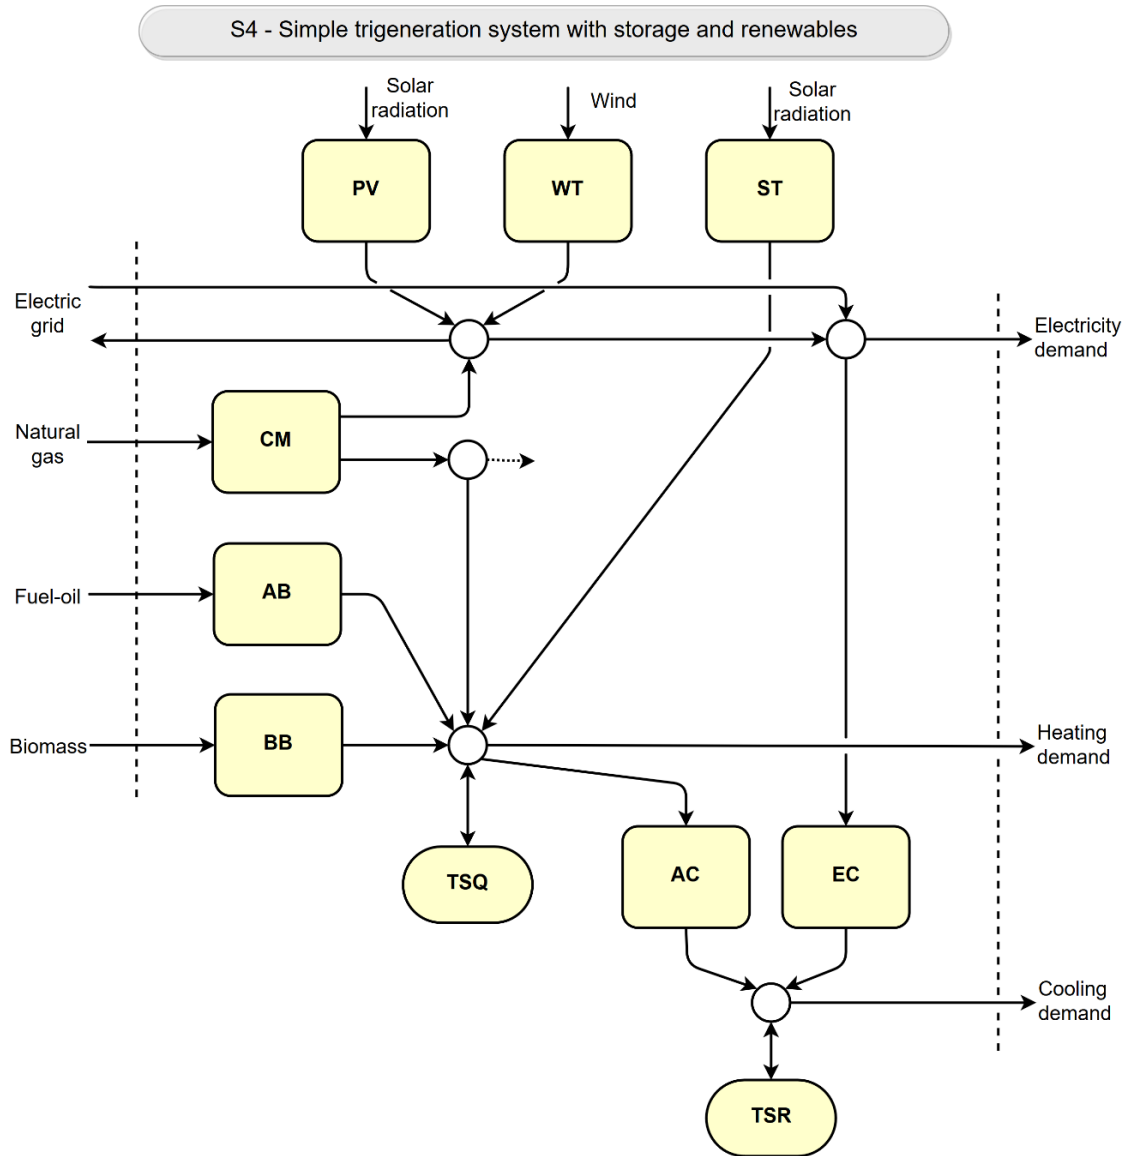 S4 - Simple trigeneration system with storage and renewables
Solar
radiation
Wind
Solar
radiation
PV
WT
ST
Electric
grid
Electricity
demand
Natural
gas
CM
Fuel-oil
AB
Biomass
BB
Heating
demand
TSQ
AC
EC
Cooling
demand
TSR